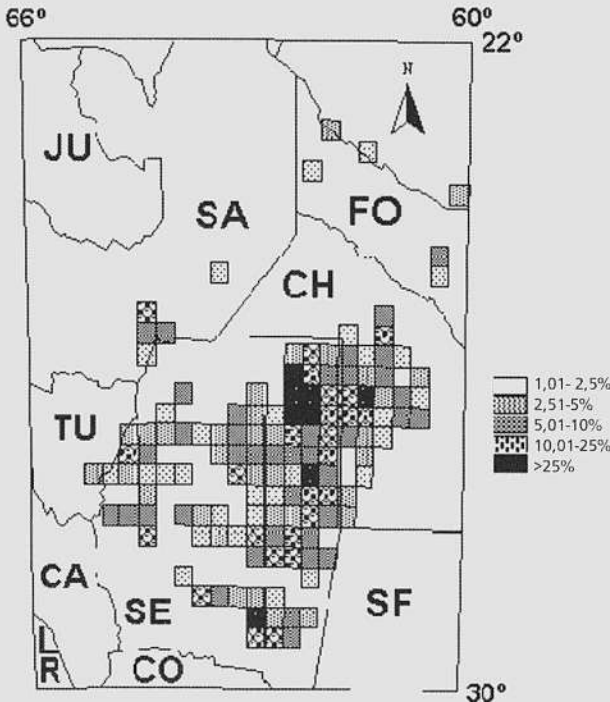 66º
60º
22º
N
JU
SA
FO
CH
TU
1,01- 2,5%
2,51-5%
5,01-10%
10,01-25%
>25%
CA
SE
SF
L
R
CO
30º